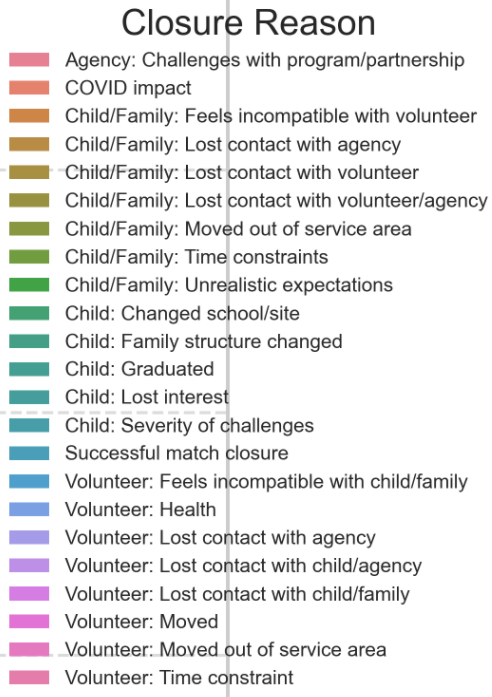 Closure Reason
Agency: Challenges with program/partnership
COVID impact
Child/Family: Feels incompatible with volunteer
Child/Family: Lost contact with agency
Child/Family: Lost contact with volunteer
Child/Family: Lost contact with volunteer/agency
Child/Family: Moved out of service area
Child/Family: Time constraints
Child/Family: Unrealistic expectations
Child: Changed school/site
Child: Family structure changed
Child: Graduated
Child: Lost interest
Child: Severity of challenges
Successful match closure
Volunteer: Feels incompatible with child/family
Volunteer: Health
Volunteer: Lost contact with agency
Volunteer: Lost contact with child/agency
Volunteer: Lost contact with child/family
Volunteer: Moved
Volunteer: Moved out of service area
Volunteer: Time constraint